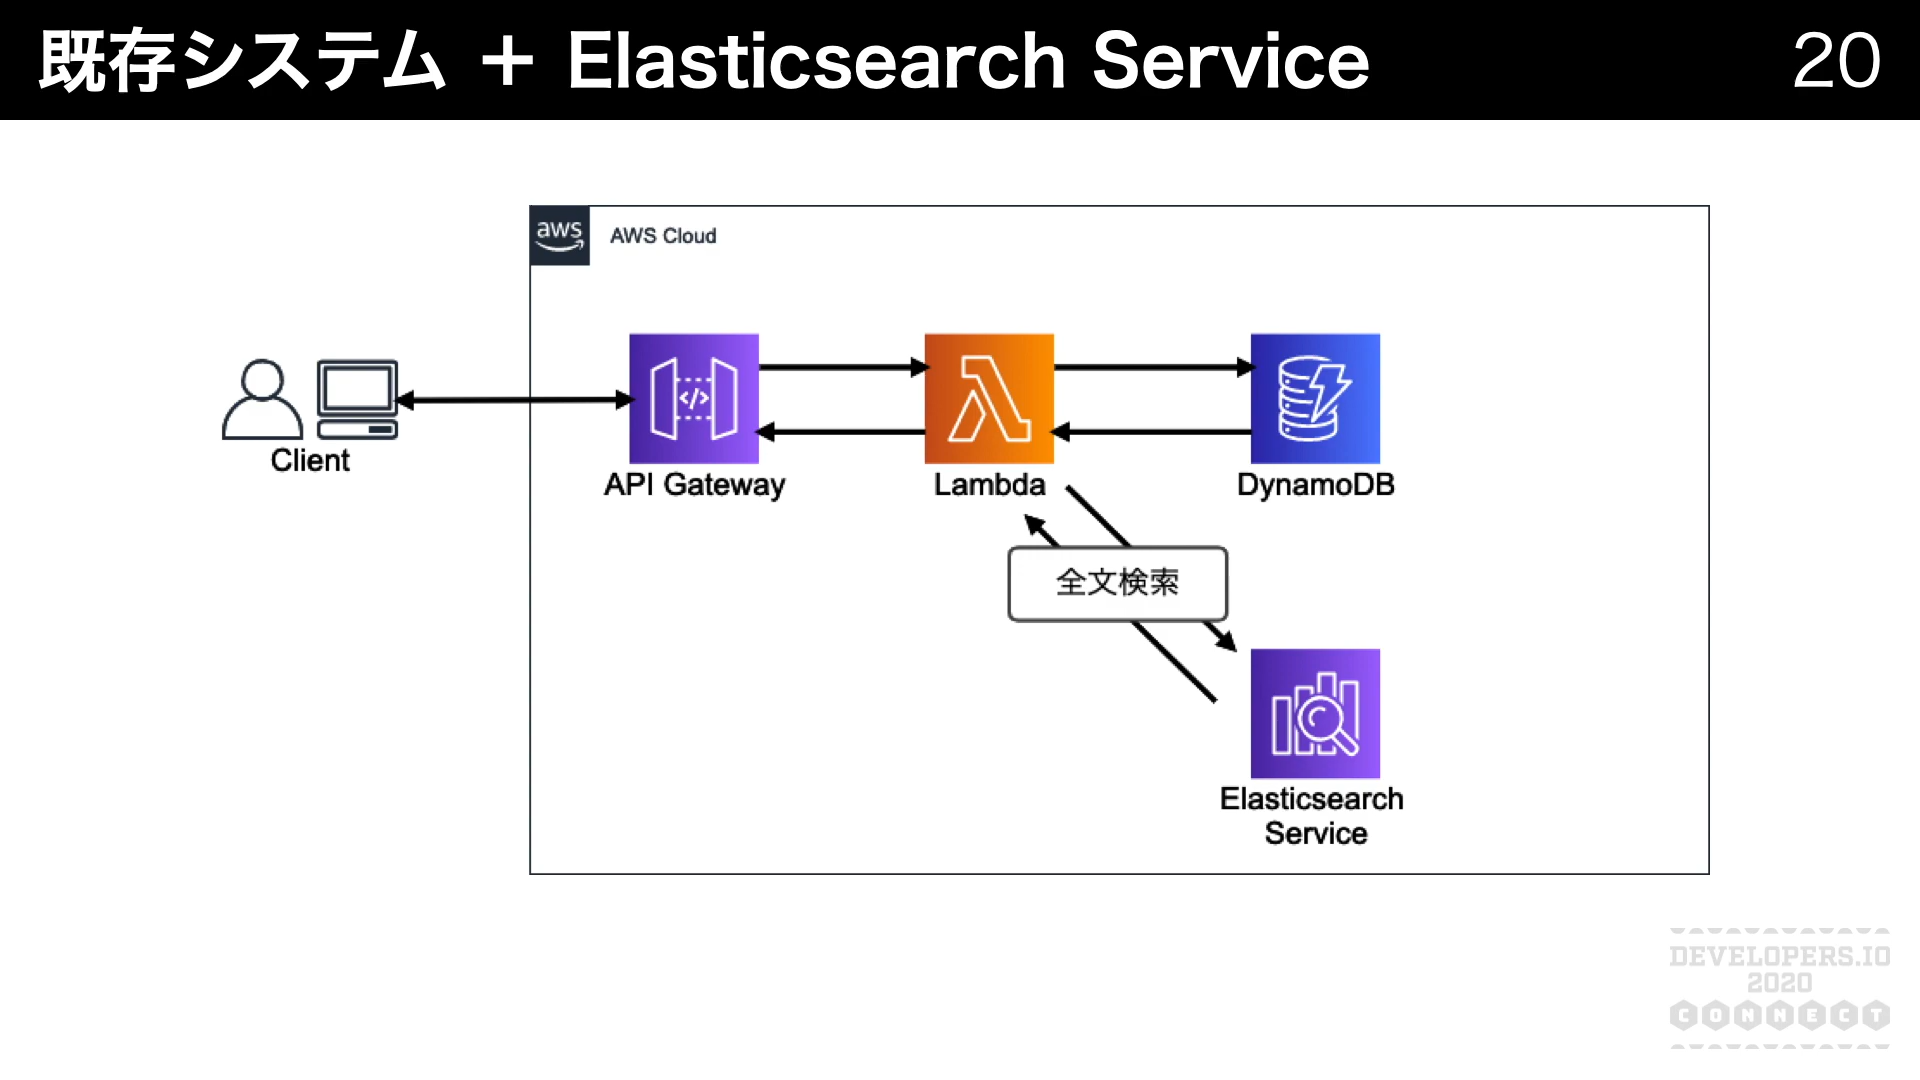 既存システム ＋ Elasticsearch Service
20
aws
AWS Cloud
Client
API Gateway
Lambda
DynamoDB
全文検索
Elasticsearch
Service
DEVELOPERS.IO
2020
CONNECT